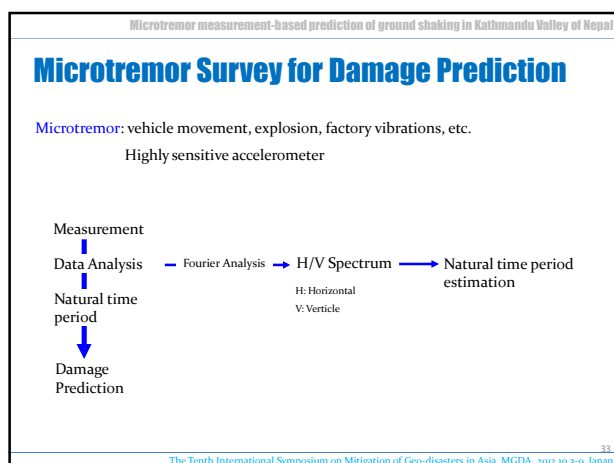 Microtremor measurement-based prediction of ground shaking in Kathmandu Valley of Nepal
Microtremor Survey for Damage Prediction
Microtremor: vehicle movement, explosion, factory vibrations, etc.
Highly sensitive accelerometer
Measurement
Data Analysis
Fourier Analysis
H/V Spectrum
Natural time period
estimation
H: Horizontal
V: Verticle
Natural time
period
Damage
Prediction
33
The Tenth International Symposium on Mitigation of Geo-disasters in Asia, MGDA, 2012.10.3-9, Japan